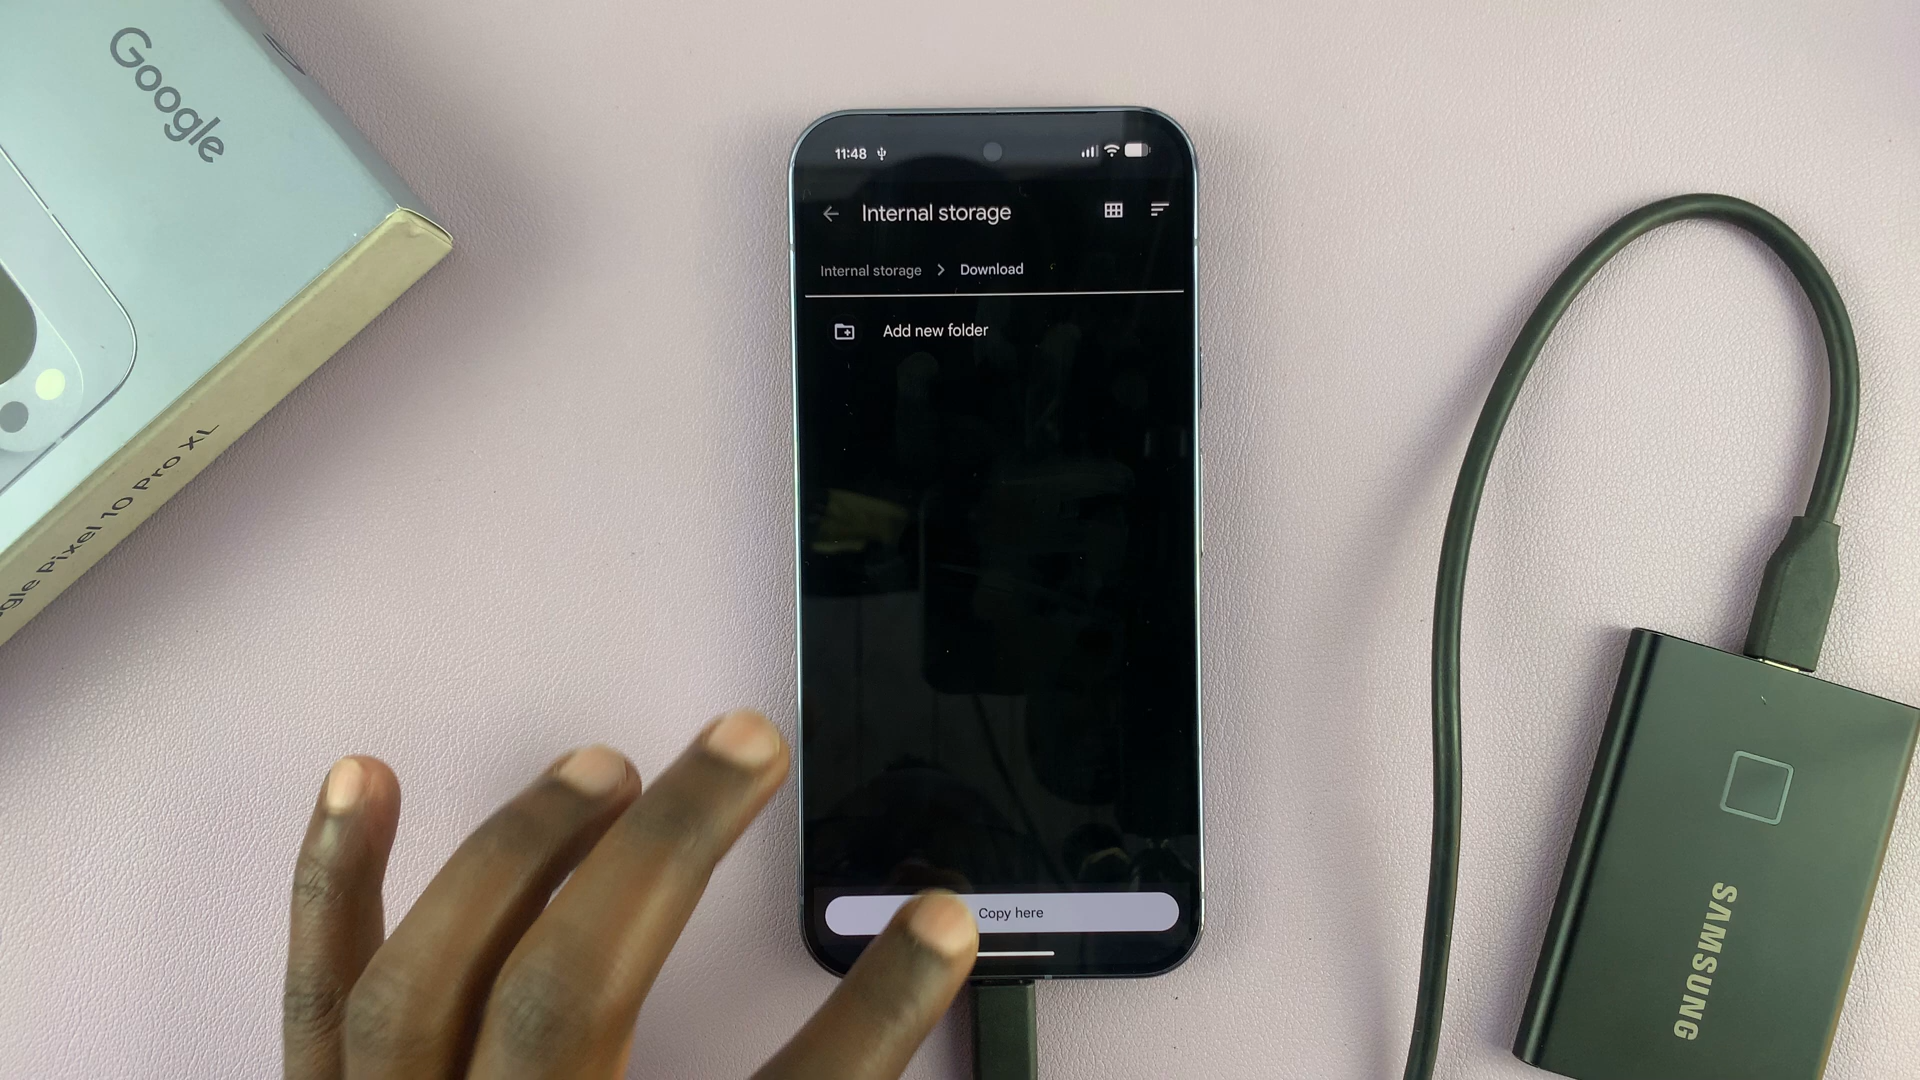 Google
gle Pixel 10 Pro XL
11:48
Internal storage
Internal storage > Download
Add new folder
Copy here
SAMSUNG